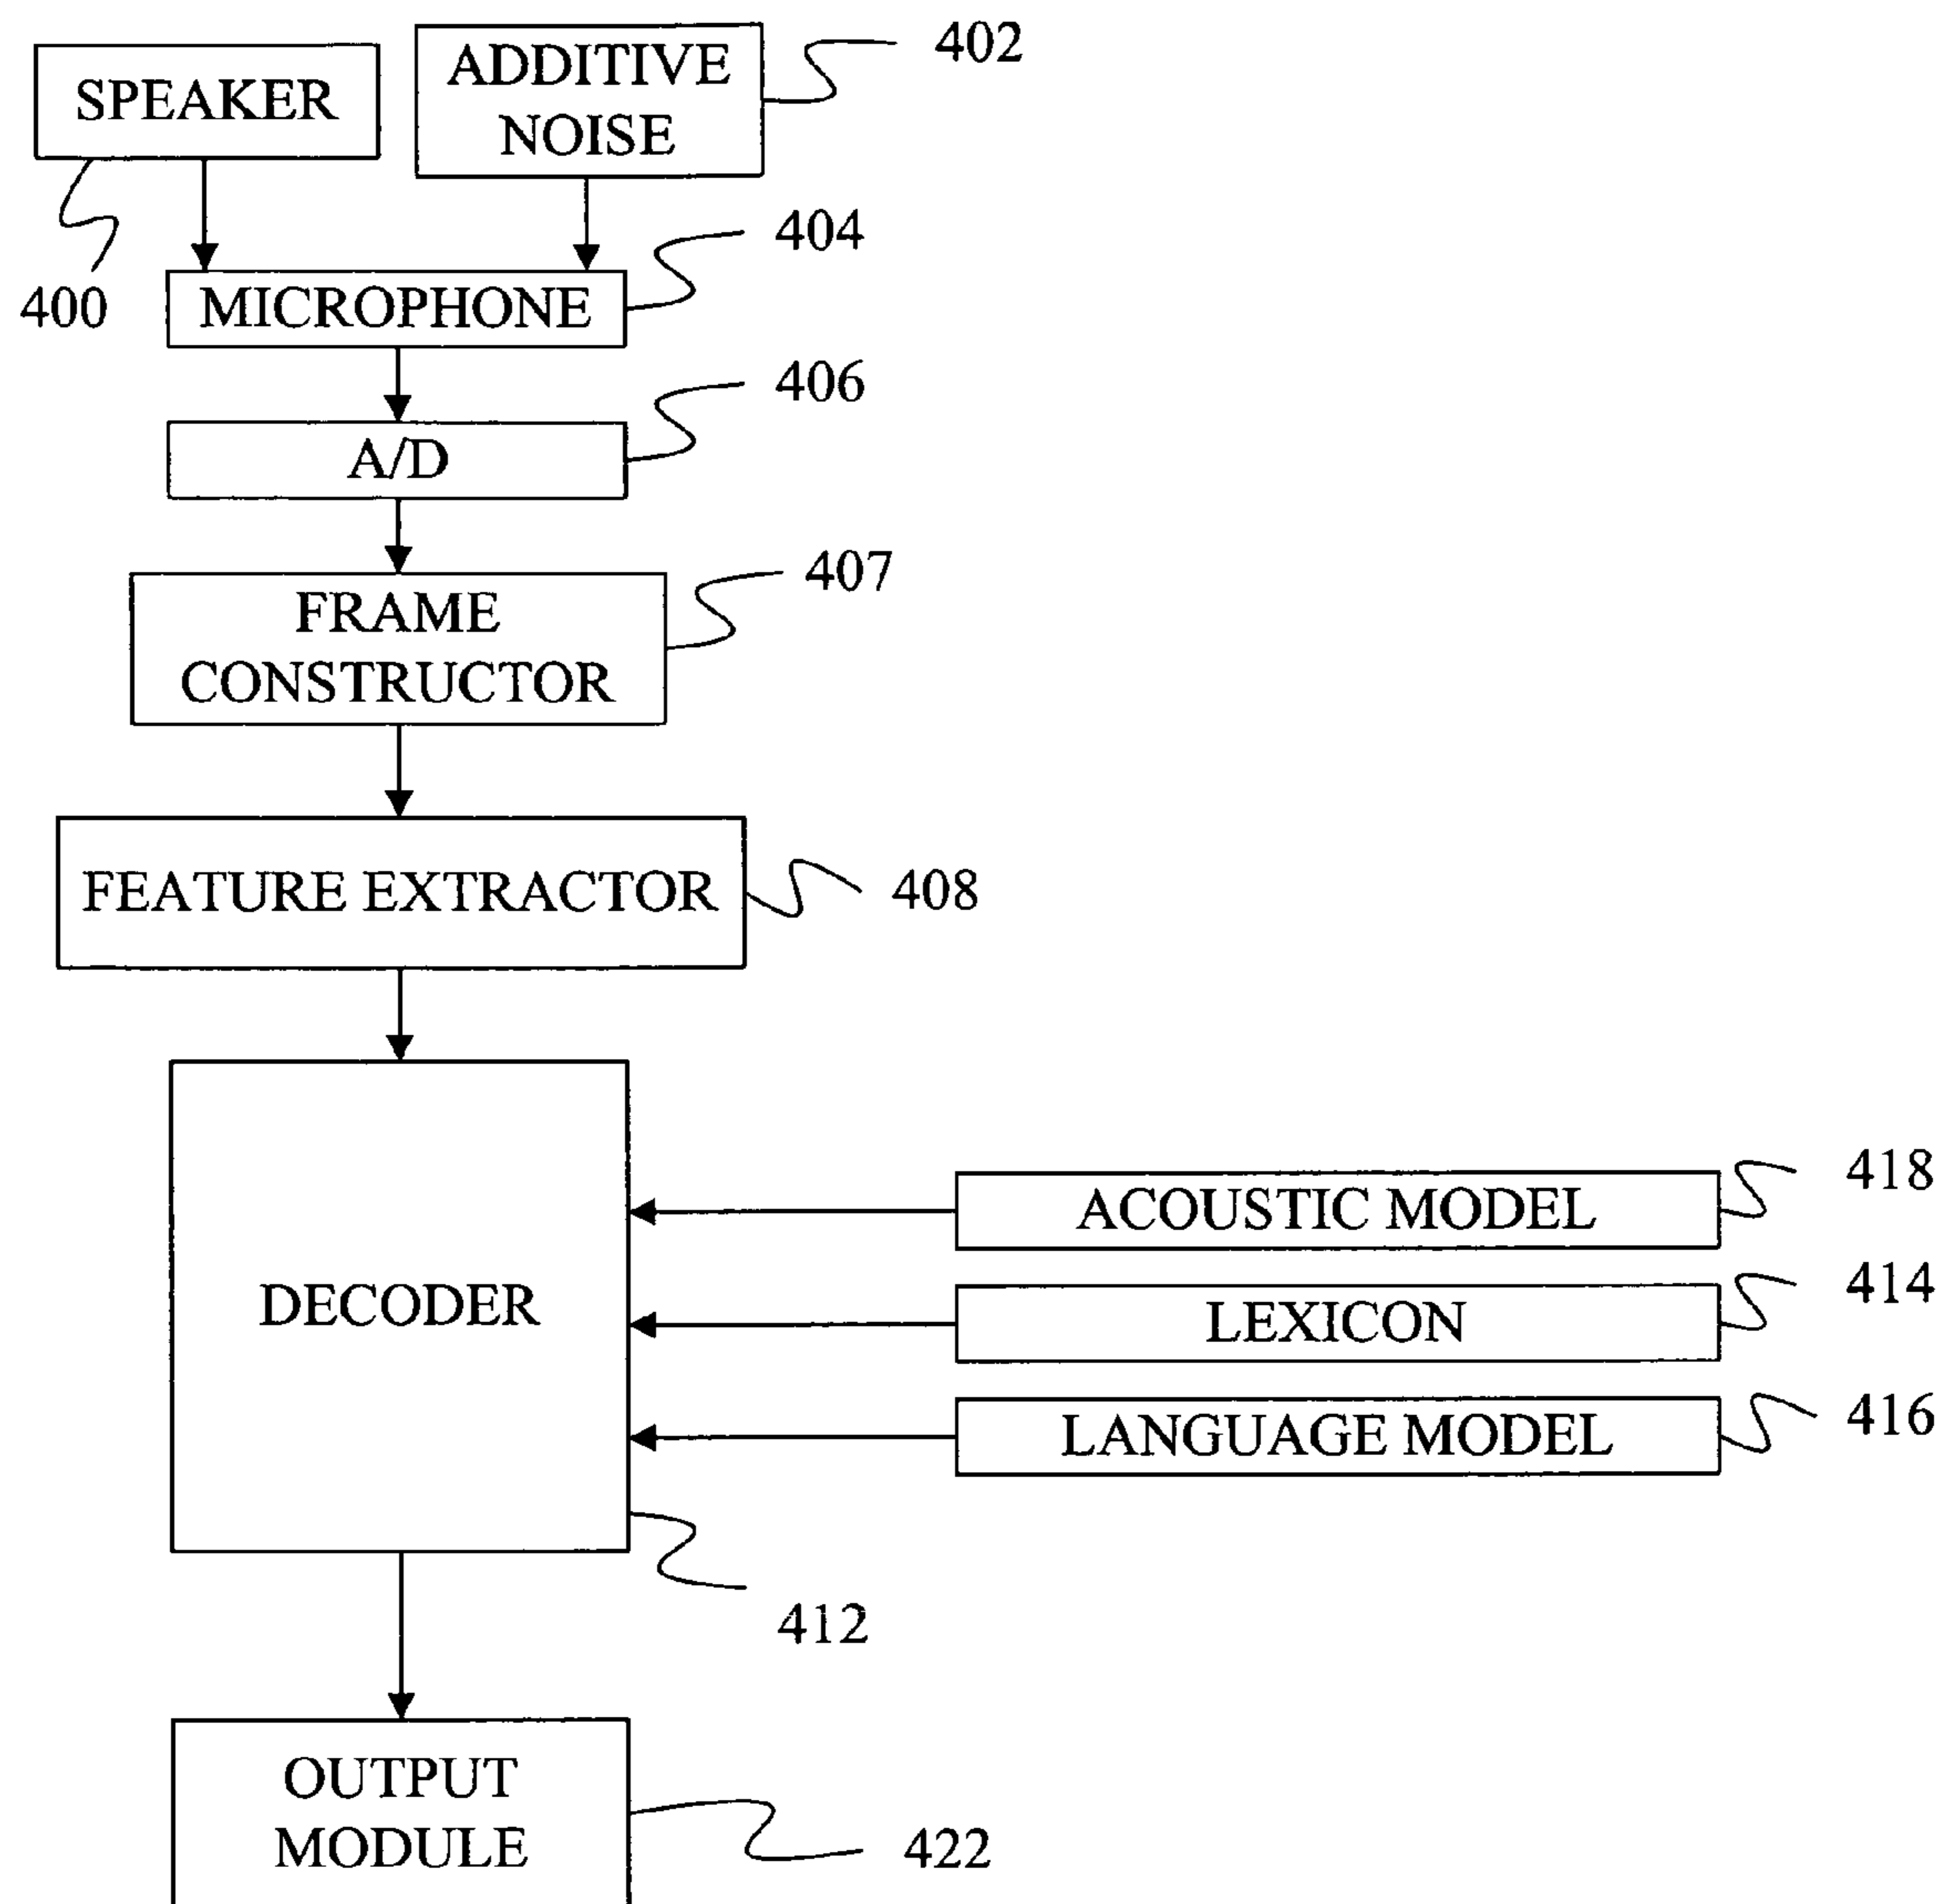 SPEAKER
ADDITIVE
NOISE
402
400
404
MICROPHONE
406
A/D
407
FRAME
CONSTRUCTOR
FEATURE EXTRACTOR
408
418
ACOUSTIC MODEL
414
LEXICON
DECODER
416
LANGUAGE MODEL
412
OUTPUT
MODULE
422